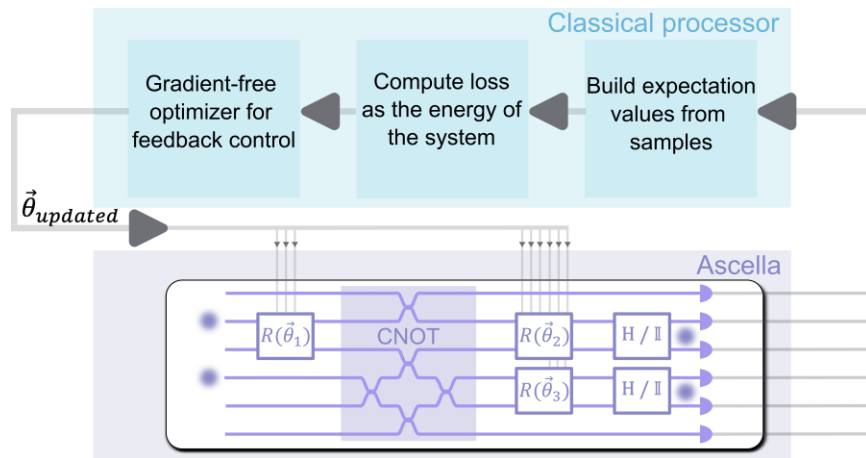 Classical processor
Gradient-free
optimizer for
feedback control
Compute loss
as the energy of
the system
Build expectation
values from
samples
θ⃗updated
Ascella
R(θ⃗₁)
CNOT
R(θ⃗₂)
H / 𝕀
R(θ⃗₃)
H / 𝕀